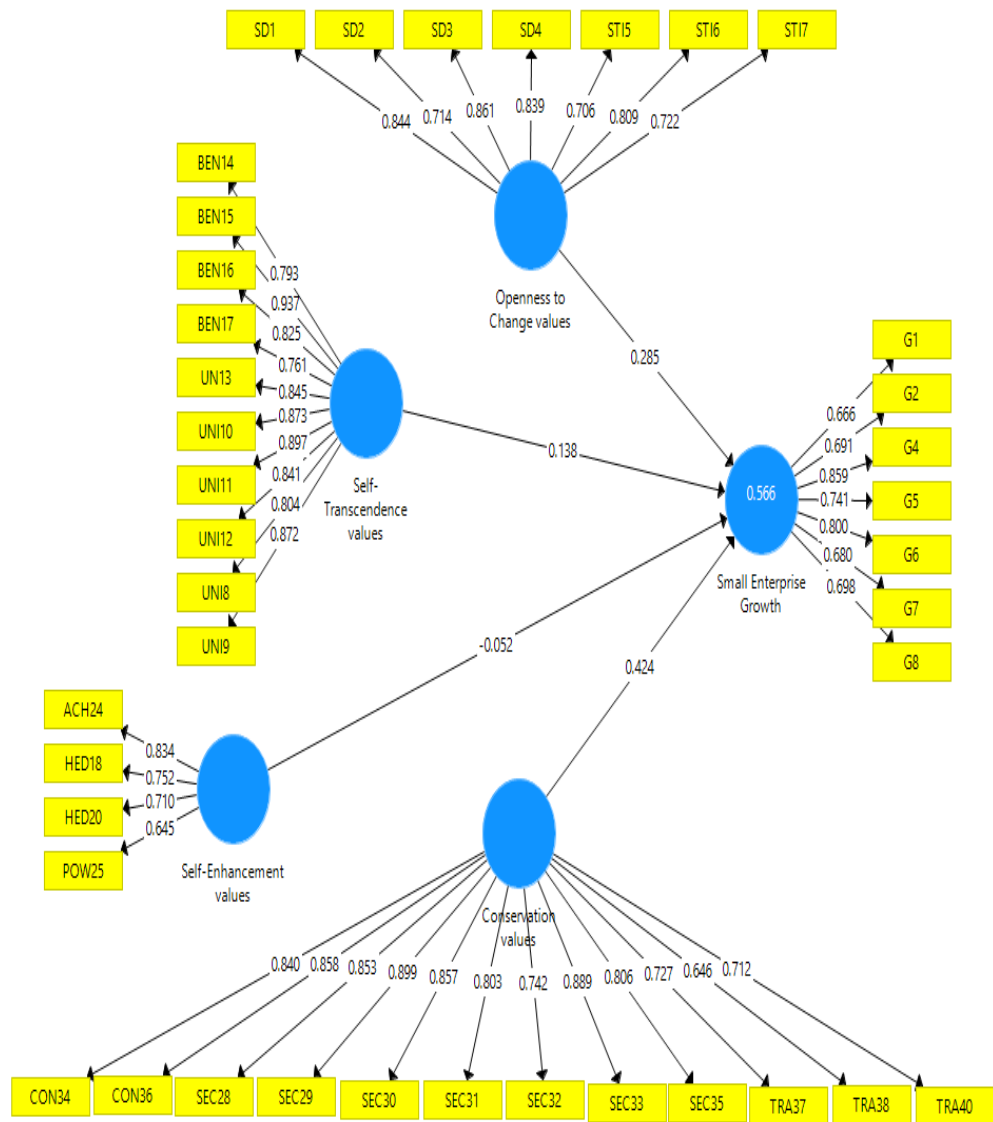 SD1
SD2
SD3
SD4
STI5
STI6
STI7
0.844
0.714
0.861
0.839
0.706
0.809
0.722
Openness to
Change values
BEN14
BEN15
BEN16
BEN17
UN13
UNI10
UNI11
UNI12
UNI8
UNI9
0.793
0.937
0.825
0.761
0.845
0.873
0.897
0.841
0.804
0.872
Self-
Transcendence
values
0.285
0.138
-0.052
0.424
0.566
Small Enterprise
Growth
0.666
0.691
0.859
0.741
0.800
0.680
0.698
G1
G2
G4
G5
G6
G7
G8
ACH24
HED18
HED20
POW25
0.834
0.752
0.710
0.645
Self-Enhancement
values
Conservation
values
0.840
0.858
0.853
0.899
0.857
0.803
0.742
0.889
0.806
0.727
0.646
0.712
CON34
CON36
SEC28
SEC29
SEC30
SEC31
SEC32
SEC33
SEC35
TRA37
TRA38
TRA40